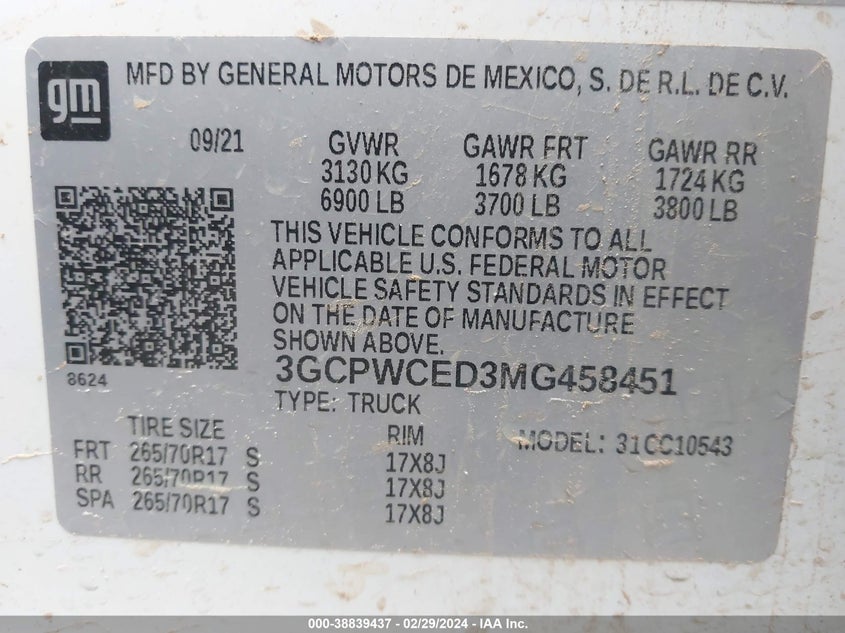 gm
MFD BY GENERAL MOTORS DE MEXICO, S. DE R.L. DE C.V.
09/21 GVWR GAWR FRT GAWR RR
3130 KG 1678 KG 1724 KG
6900 LB 3700 LB 3800 LB
THIS VEHICLE CONFORMS TO ALL
APPLICABLE U.S. FEDERAL MOTOR
VEHICLE SAFETY STANDARDS IN EFFECT
ON THE DATE OF MANUFACTURE
SHOWN ABOVE.
8624
3GCPWCED3MG458451
TYPE: TRUCK
TIRE SIZE RIM MODEL: 31CC10543
FRT 265/70R17 S 17X8J
RR 265/70R17 S 17X8J
SPA 265/70R17 S 17X8J
000-38839437 - 02/29/2024 - IAA Inc.